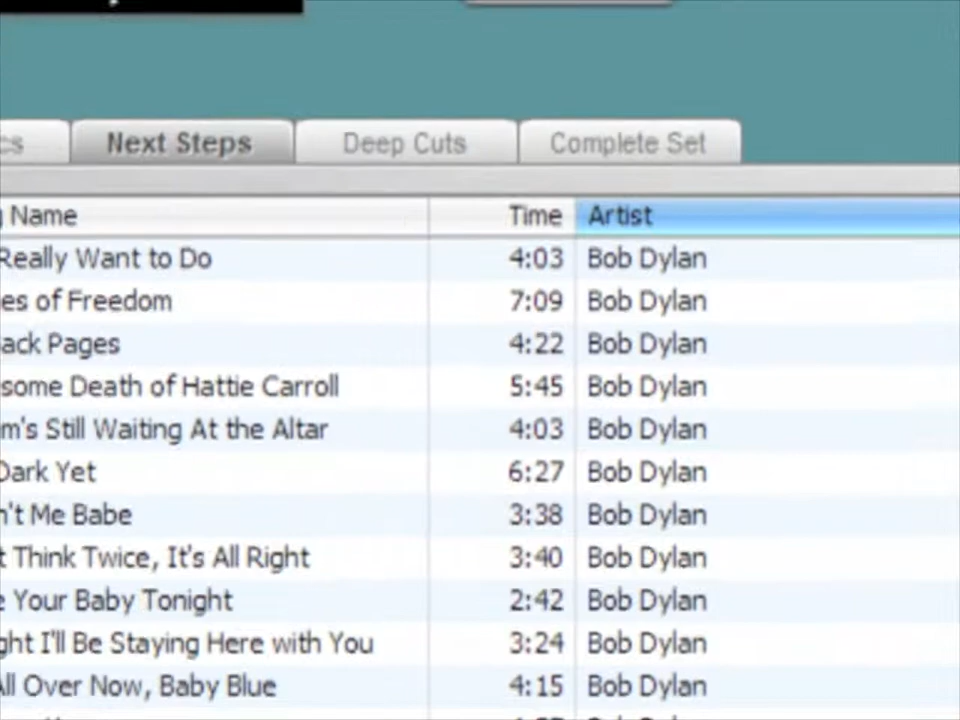 cs Next Steps Deep Cuts Complete Set
Name Time Artist
Really Want to Do 4:03 Bob Dylan
es of Freedom 7:09 Bob Dylan
ack Pages 4:22 Bob Dylan
some Death of Hattie Carroll 5:45 Bob Dylan
m's Still Waiting At the Altar 4:03 Bob Dylan
Dark Yet 6:27 Bob Dylan
n't Me Babe 3:38 Bob Dylan
t Think Twice, It's All Right 3:40 Bob Dylan
e Your Baby Tonight 2:42 Bob Dylan
ght I'll Be Staying Here with You 3:24 Bob Dylan
All Over Now, Baby Blue 4:15 Bob Dylan